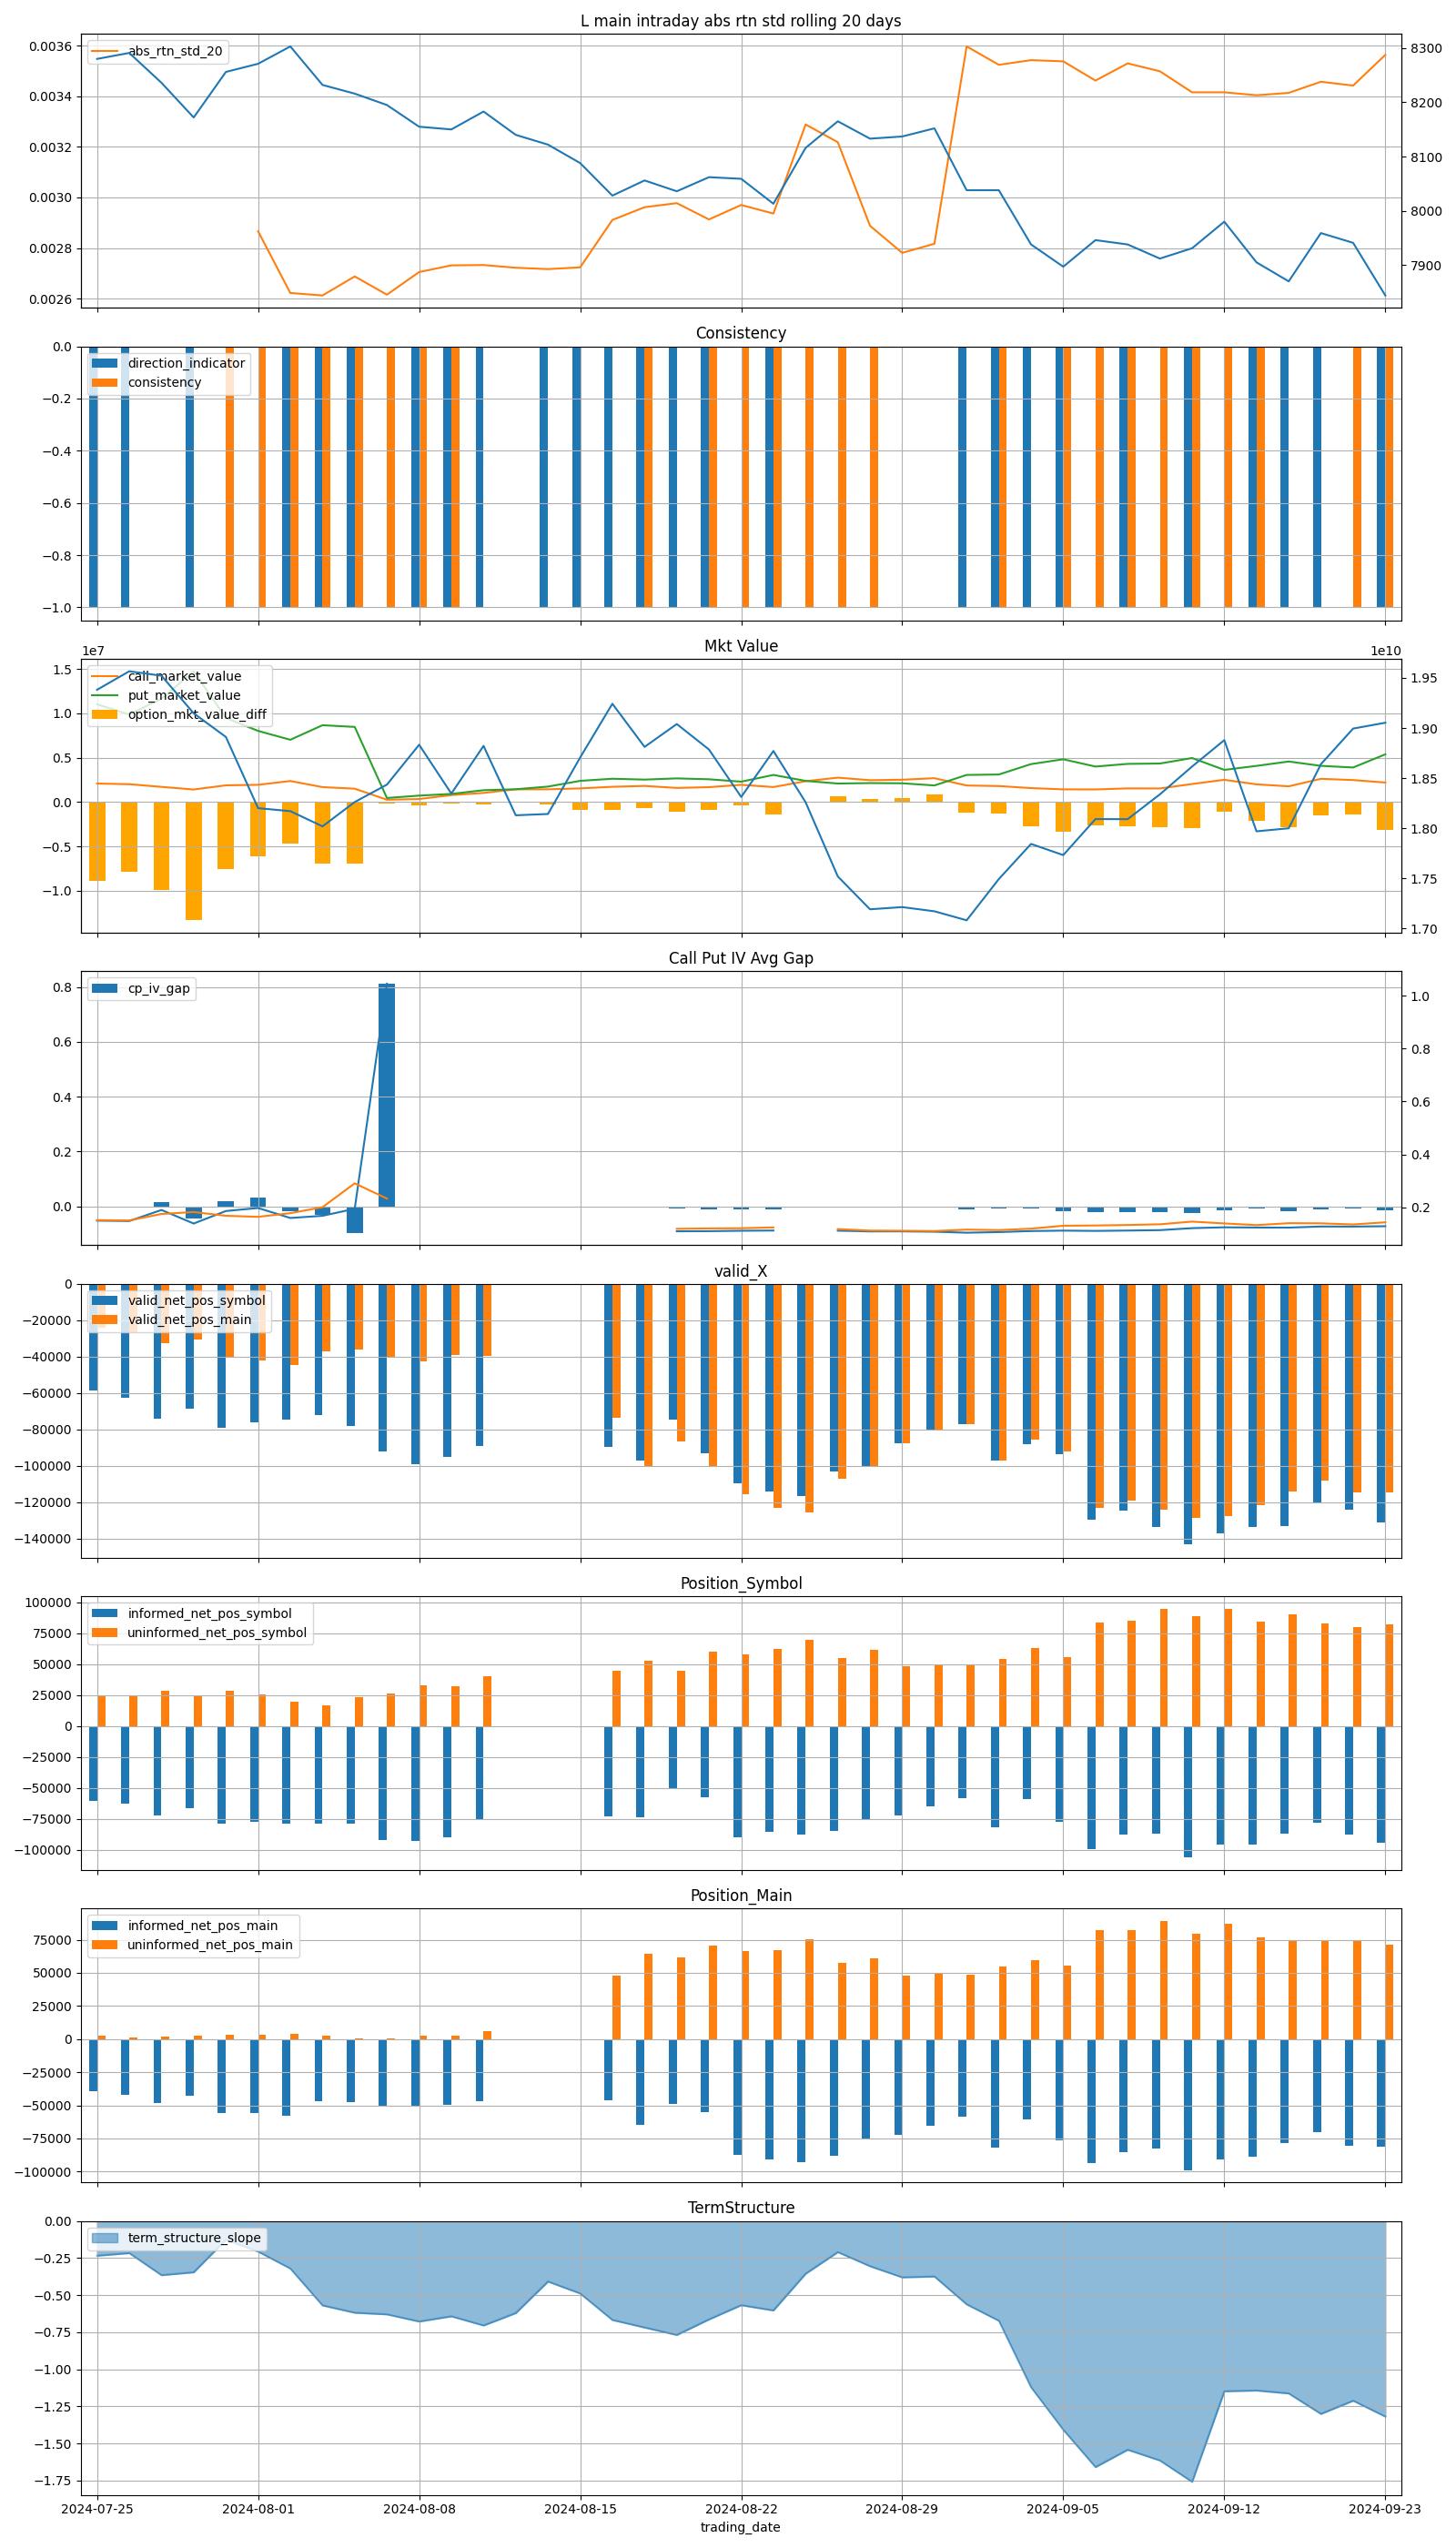 L main intraday abs rtn std rolling 20 days
abs_rtn_std_20
0.0036
0.0034
0.0032
0.0030
0.0028
0.0026
8300
8200
8100
8000
7900
Consistency
direction_indicator
consistency
0.0
−0.2
−0.4
−0.6
−0.8
−1.0
Mkt Value
1e7
1e10
call_market_value
put_market_value
option_mkt_value_diff
1.5
1.0
0.5
0.0
−0.5
−1.0
1.95
1.90
1.85
1.80
1.75
1.70
Call Put IV Avg Gap
cp_iv_gap
0.8
0.6
0.4
0.2
0.0
1.0
0.8
0.6
0.4
0.2
valid_X
valid_net_pos_symbol
valid_net_pos_main
0
−20000
−40000
−60000
−80000
−100000
−120000
−140000
Position_Symbol
informed_net_pos_symbol
uninformed_net_pos_symbol
100000
75000
50000
25000
0
−25000
−50000
−75000
−100000
Position_Main
informed_net_pos_main
uninformed_net_pos_main
75000
50000
25000
0
−25000
−50000
−75000
−100000
TermStructure
term_structure_slope
0.00
−0.25
−0.50
−0.75
−1.00
−1.25
−1.50
−1.75
2024-07-25 2024-08-01 2024-08-08 2024-08-15 2024-08-22 2024-08-29 2024-09-05 2024-09-12 2024-09-23
trading_date